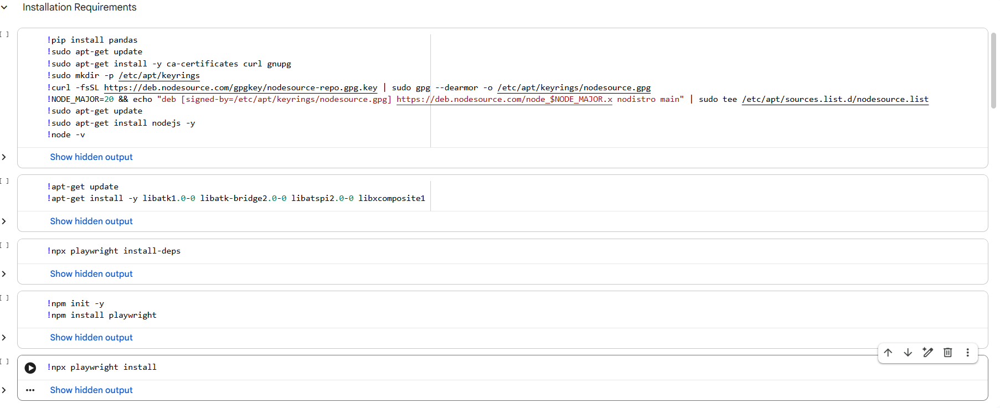 Installation Requirements
[ ]
!pip install pandas
!sudo apt-get update
!sudo apt-get install -y ca-certificates curl gnupg
!sudo mkdir -p /etc/apt/keyrings
!curl -fsSL https://deb.nodesource.com/gpgkey/nodesource-repo.gpg.key | sudo gpg --dearmor -o /etc/apt/keyrings/nodesource.gpg
!NODE_MAJOR=20 && echo "deb [signed-by=/etc/apt/keyrings/nodesource.gpg] https://deb.nodesource.com/node_$NODE_MAJOR.x nodistro main" | sudo tee /etc/apt/sources.list.d/nodesource.list
!sudo apt-get update
!sudo apt-get install nodejs -y
!node -v
Show hidden output
[ ]
!apt-get update
!apt-get install -y libatk1.0-0 libatk-bridge2.0-0 libatspi2.0-0 libxcomposite1
Show hidden output
[ ]
!npx playwright install-deps
Show hidden output
[ ]
!npm init -y
!npm install playwright
Show hidden output
[ ]
!npx playwright install
Show hidden output